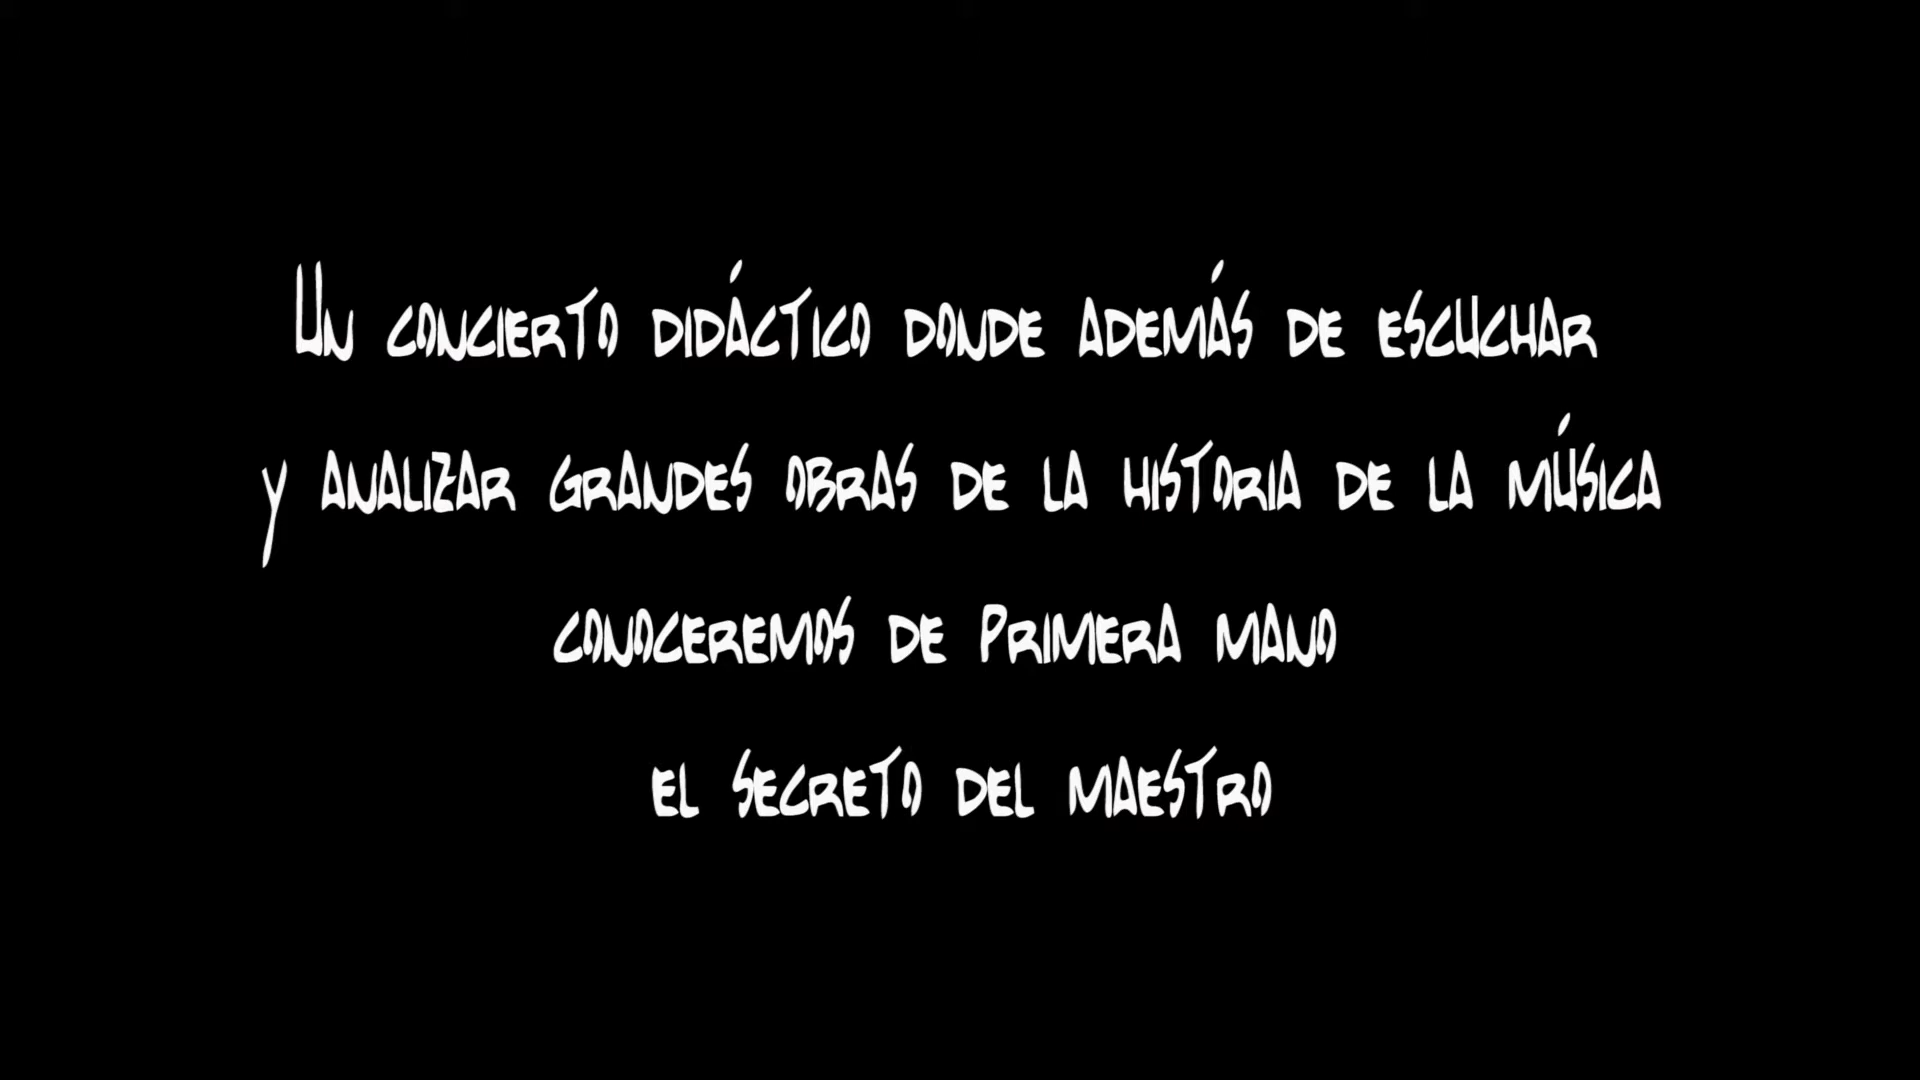 Un concierto didáctico donde además de escuchar
y analizar grandes obras de la historia de la música
conoceremos de primera mano
el secreto del maestro